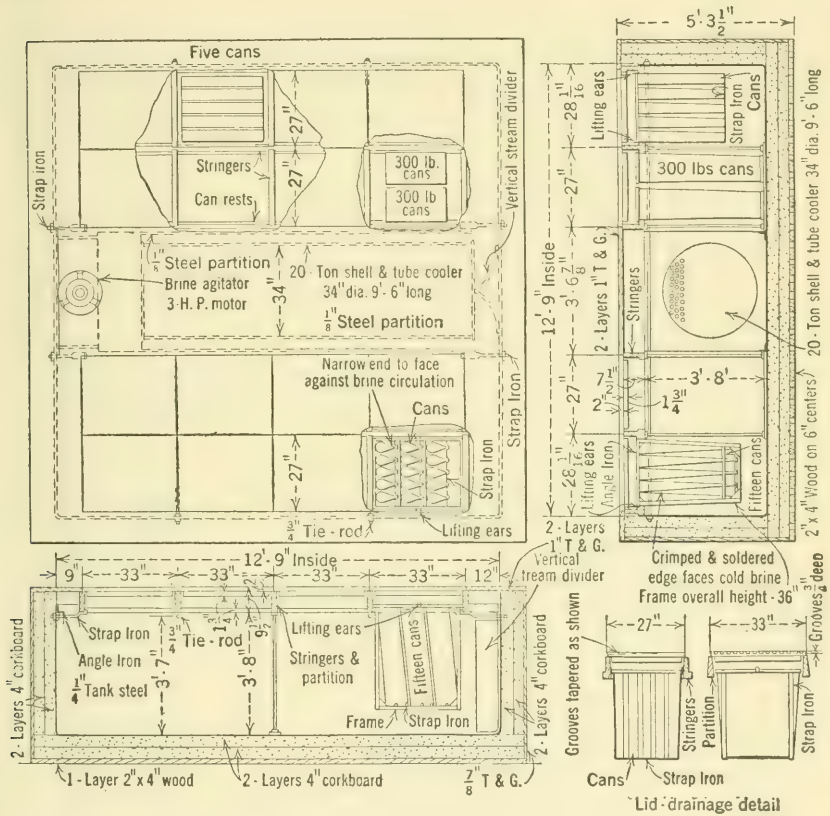 Five cans
27"
27"
Stringers
Can rests
300 lb.
cans
300 lb
cans
Strap iron
Vertical stream divider
1/8" Steel partition
Brine agitator
3-H.P. motor
20-Ton shell & tube cooler
34" dia. 9'-6" long
34"
1/8" Steel partition
Narrow end to face
against brine circulation
Cans
Strap Iron
Strap Iron
27"
3/4" Tie-rod
Lifting ears
5'-3 1/2"
12'-9" Inside
28 1/16"
27"
3'-6 7/8"
27"
28 1/16"
Lifting ears
Strap Iron
Cans
300 lbs cans
Stringers
2-Layers 1" T & G.
20-Ton shell & tube cooler 34" dia. 9'-6" long
2"x 4" Wood on 6" centers
7 1/2"
2"
1 3/4"
3'-8'
Lifting ears
Angle Iron
Fifteen cans
Crimped & soldered
edge faces cold brine
Frame overall height-36"
12'-9" Inside
9"
33"
33"
33"
33"
12"
2-Layers
1" T & G.
Vertical
tream divider
2-Layers 4" corkboard
Strap Iron
Angle Iron
1/4" Tank steel
3/4" Tie-rod
3'-7"
3'-8"
1 3/4"
9 1/2"
2"
Lifting ears
Stringers &
partition
Fifteen cans
Frame
Strap Iron
2-Layers 4" corkboard
1-Layer 2"x 4" wood
2-Layers 4" corkboard
7/8" T & G.
Grooves tapered as shown
27"
33"
Grooves 3/4" deep
Stringers
Partition
Strap Iron
Cans
Strap Iron
Lid-drainage detail